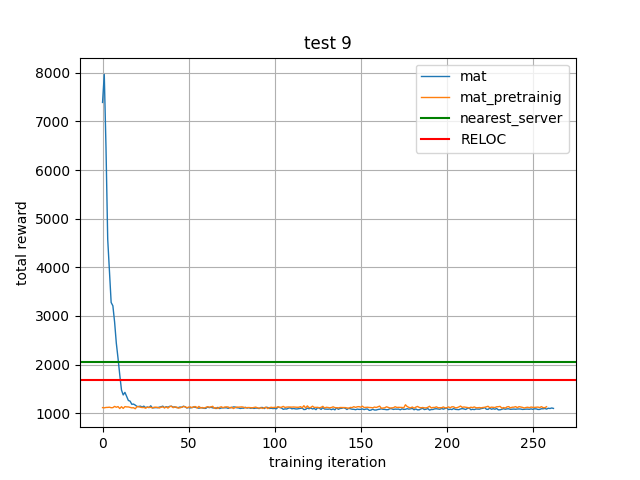 test 9
8000
7000
6000
5000
4000
3000
2000
1000
total reward
mat
mat_pretrainig
nearest_server
RELOC
0
50
100
150
200
250
training iteration